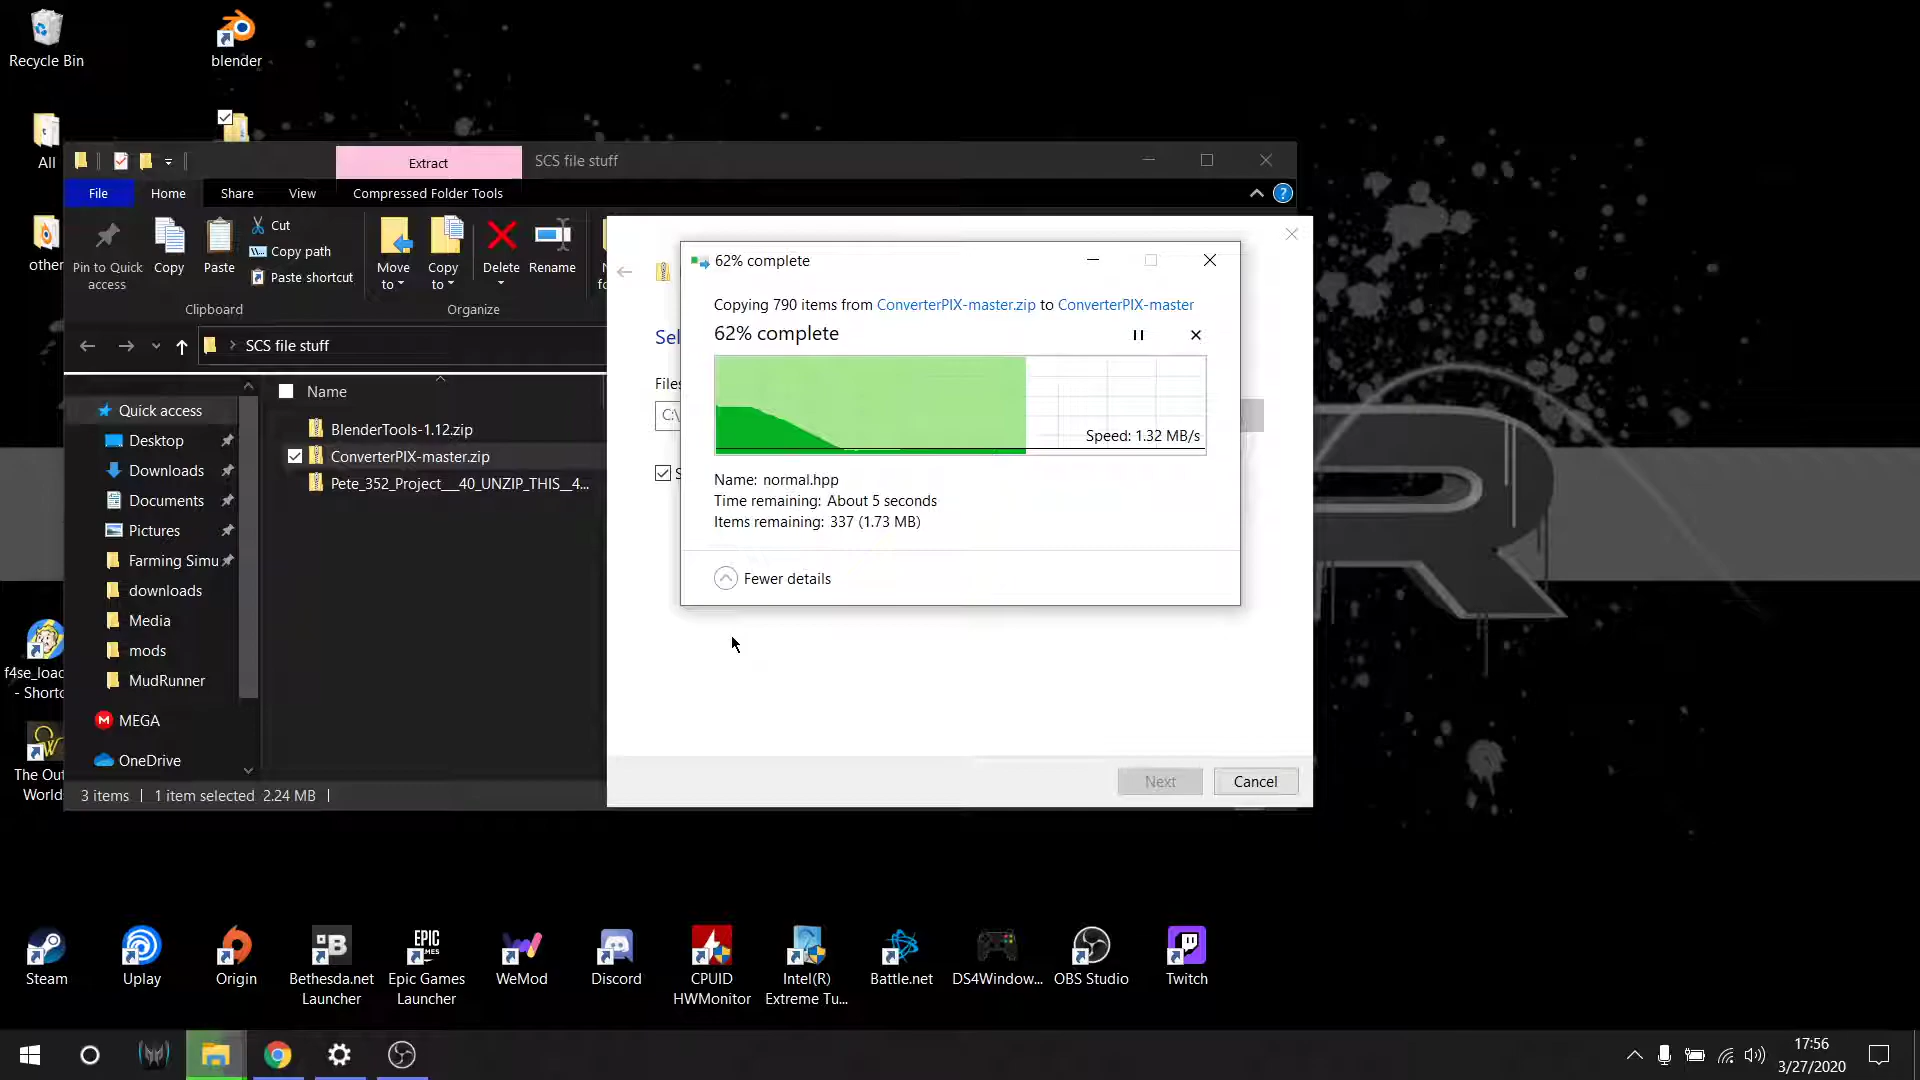 Recycle Bin
blender
All
other
f4se_load
- Shortc
The Out
World
Extract
SCS file stuff
File
Home
Share
View
Compressed Folder Tools
?
Pin to Quick
access
Copy
Paste
Cut
Copy path
Paste shortcut
Move
to
Copy
to
Delete
Rename
Clipboard
Organize
SCS file stuff
Name
Quick access
Desktop
Downloads
Documents
Pictures
Farming Simu
downloads
Media
mods
MudRunner
MEGA
OneDrive
BlenderTools-1.12.zip
ConverterPIX-master.zip
Pete_352_Project___40_UNZIP_THIS__4...
3 items
1 item selected 2.24 MB
Sel
Files
C:\
S
62% complete
Copying 790 items from ConverterPIX-master.zip to ConverterPIX-master
62% complete
Speed: 1.32 MB/s
Name: normal.hpp
Time remaining: About 5 seconds
Items remaining: 337 (1.73 MB)
Fewer details
Next
Cancel
R
B
EPIC
GAMES
Steam
Uplay
Origin
Bethesda.net
Launcher
Epic Games
Launcher
WeMod
Discord
CPUID
HWMonitor
Intel(R)
Extreme Tu...
Battle.net
DS4Window...
OBS Studio
Twitch
17:56
3/27/2020